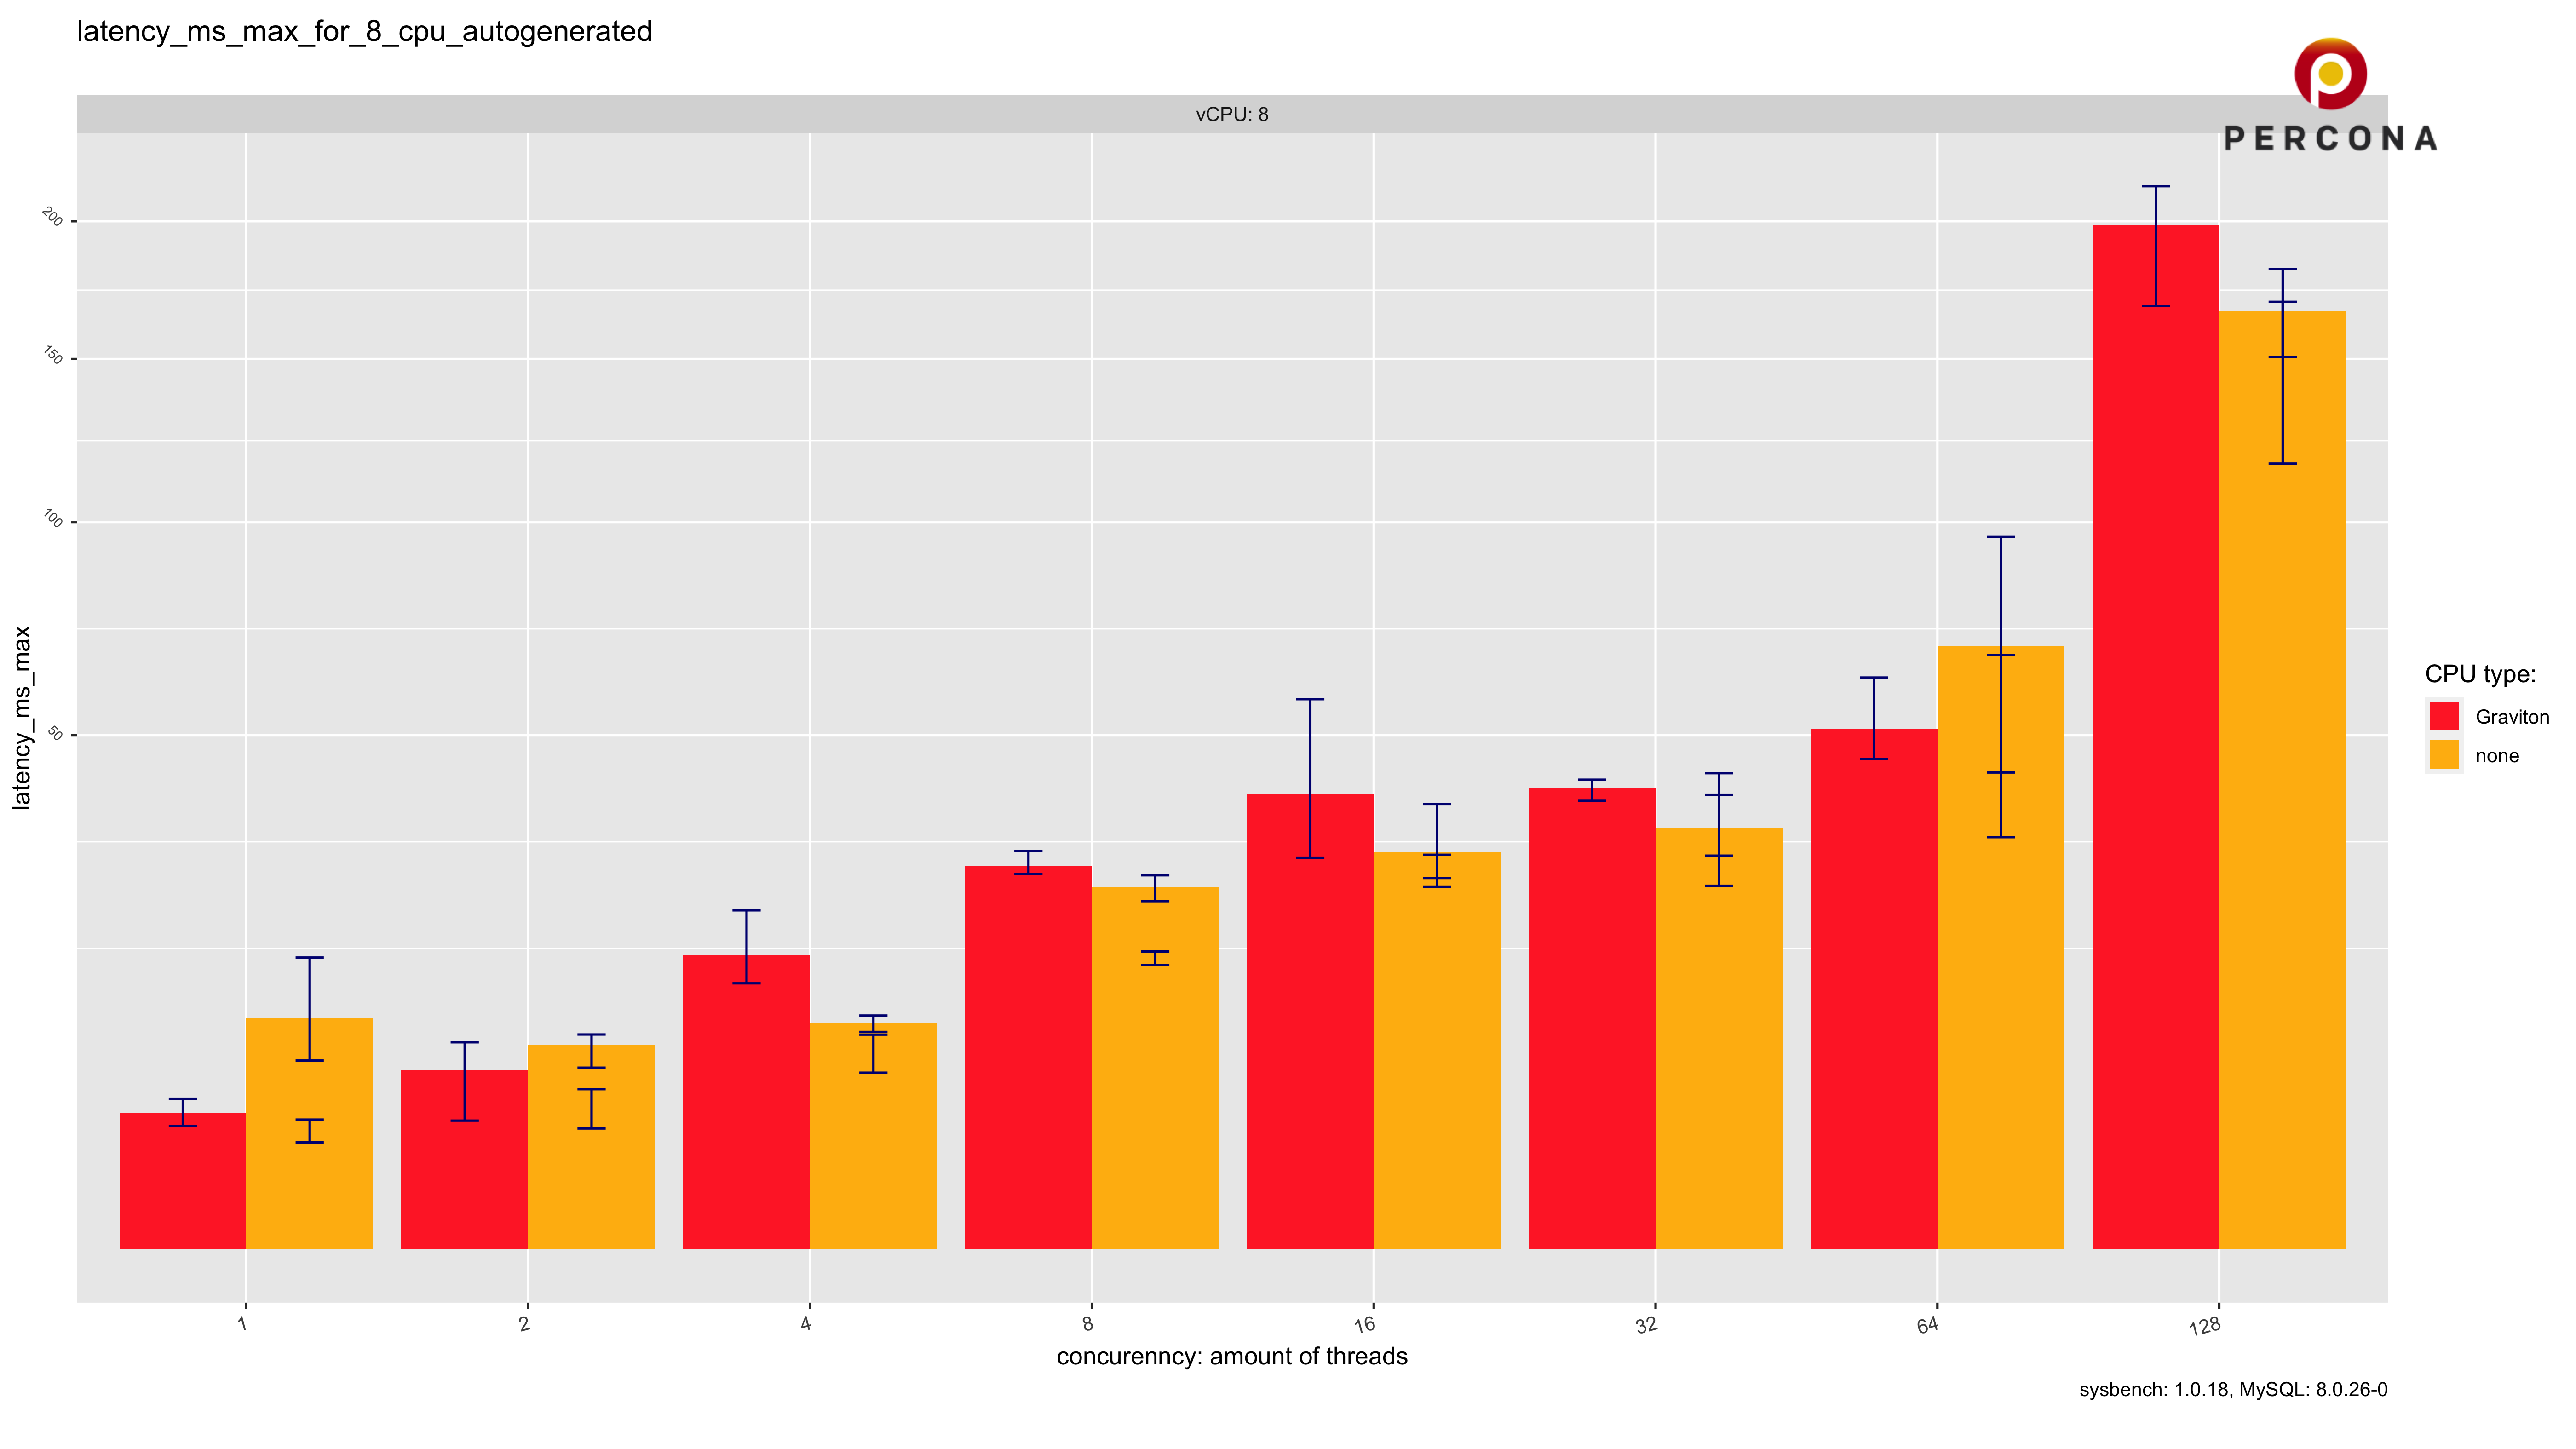 latency_ms_max_for_8_cpu_autogenerated
PERCONA
vCPU: 8
200
150
100
50
latency_ms_max
CPU type:
Graviton
none
1 2 4 8 16 32 64 128
concurenncy: amount of threads
sysbench: 1.0.18, MySQL: 8.0.26-0